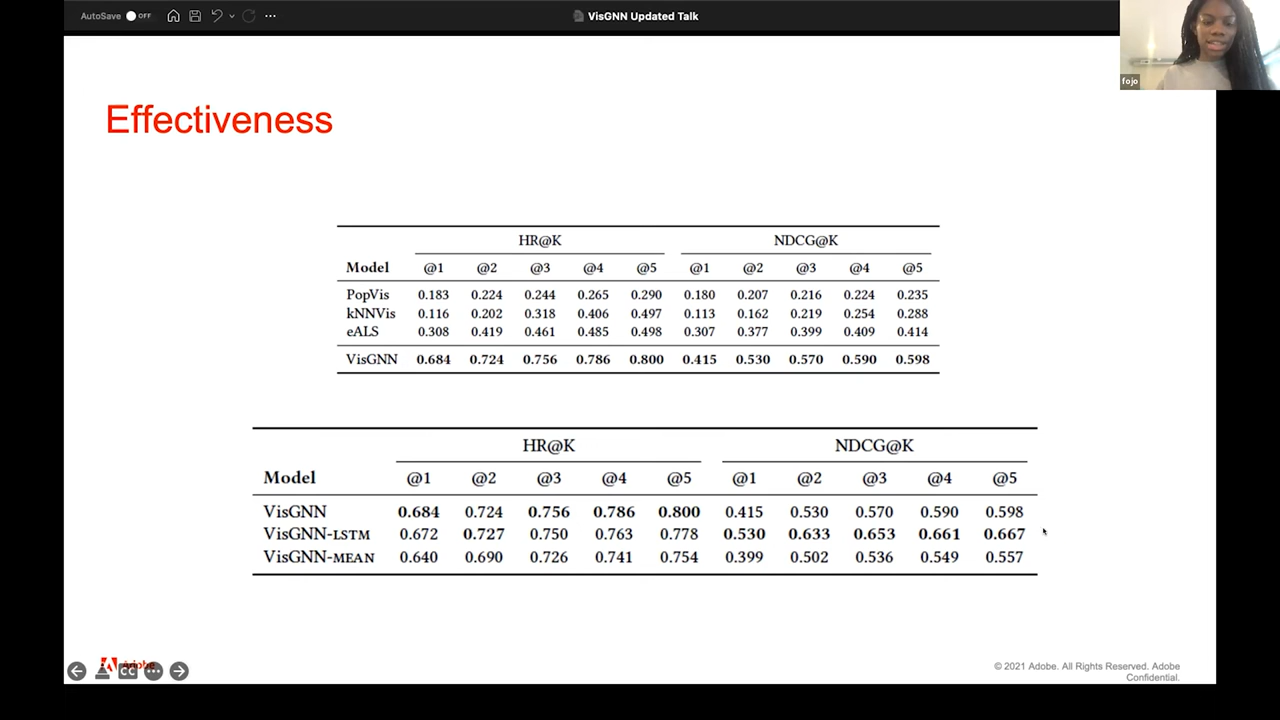 AutoSave OFF
VisGNN Updated Talk
fojo
Effectiveness
HR@K NDCG@K
Model @1 @2 @3 @4 @5 @1 @2 @3 @4 @5
PopVis 0.183 0.224 0.244 0.265 0.290 0.180 0.207 0.216 0.224 0.235
kNNVis 0.116 0.202 0.318 0.406 0.497 0.113 0.162 0.219 0.254 0.288
eALS 0.308 0.419 0.461 0.485 0.498 0.307 0.377 0.399 0.409 0.414
VisGNN 0.684 0.724 0.756 0.786 0.800 0.415 0.530 0.570 0.590 0.598
HR@K NDCG@K
Model @1 @2 @3 @4 @5 @1 @2 @3 @4 @5
VisGNN 0.684 0.724 0.756 0.786 0.800 0.415 0.530 0.570 0.590 0.598
VisGNN-LSTM 0.672 0.727 0.750 0.763 0.778 0.530 0.633 0.653 0.661 0.667
VisGNN-MEAN 0.640 0.690 0.726 0.741 0.754 0.399 0.502 0.536 0.549 0.557
Adobe
CC
© 2021 Adobe. All Rights Reserved. Adobe
Confidential.